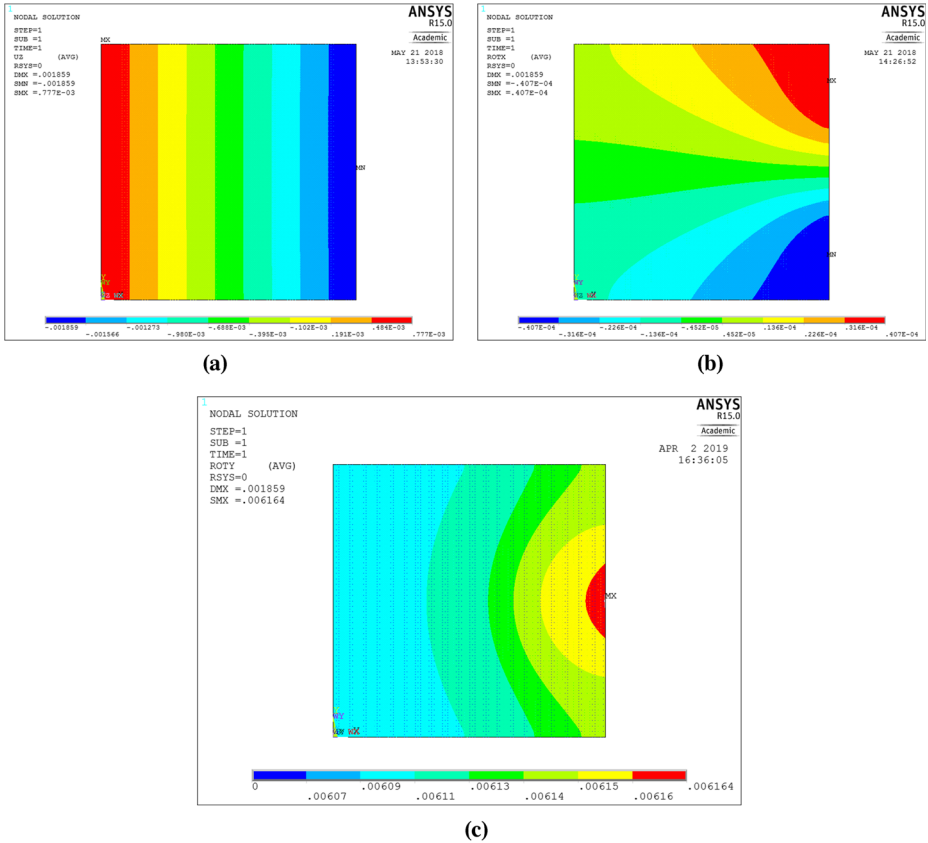 1
NODAL SOLUTION
STEP=1
SUB =1
TIME=1
UZ (AVG)
RSYS=0
DMX =.001859
SMN =-.001859
SMX =.777E-03
ANSYS
R15.0
Academic
MAY 21 2018
13:53:30
MX
MN
Y
WY
-.001859 -.001273 -.688E-03 -.102E-03 .484E-03
-.001566 -.980E-03 -.395E-03 .191E-03 .777E-03
(a)
1
NODAL SOLUTION
STEP=1
SUB =1
TIME=1
ROTX (AVG)
RSYS=0
DMX =.001859
SMN =-.407E-04
SMX =.407E-04
ANSYS
R15.0
Academic
MAY 21 2018
14:26:52
MX
MN
Y
WY
-.407E-04 -.226E-04 -.452E-05 .136E-04 .316E-04
-.316E-04 -.136E-04 .452E-05 .226E-04 .407E-04
(b)
1
NODAL SOLUTION
STEP=1
SUB =1
TIME=1
ROTY (AVG)
RSYS=0
DMX =.001859
SMX =.006164
ANSYS
R15.0
Academic
APR 2 2019
16:36:05
MX
WY
0 .00609 .00613 .00615 .006164
.00607 .00611 .00614 .00616
(c)